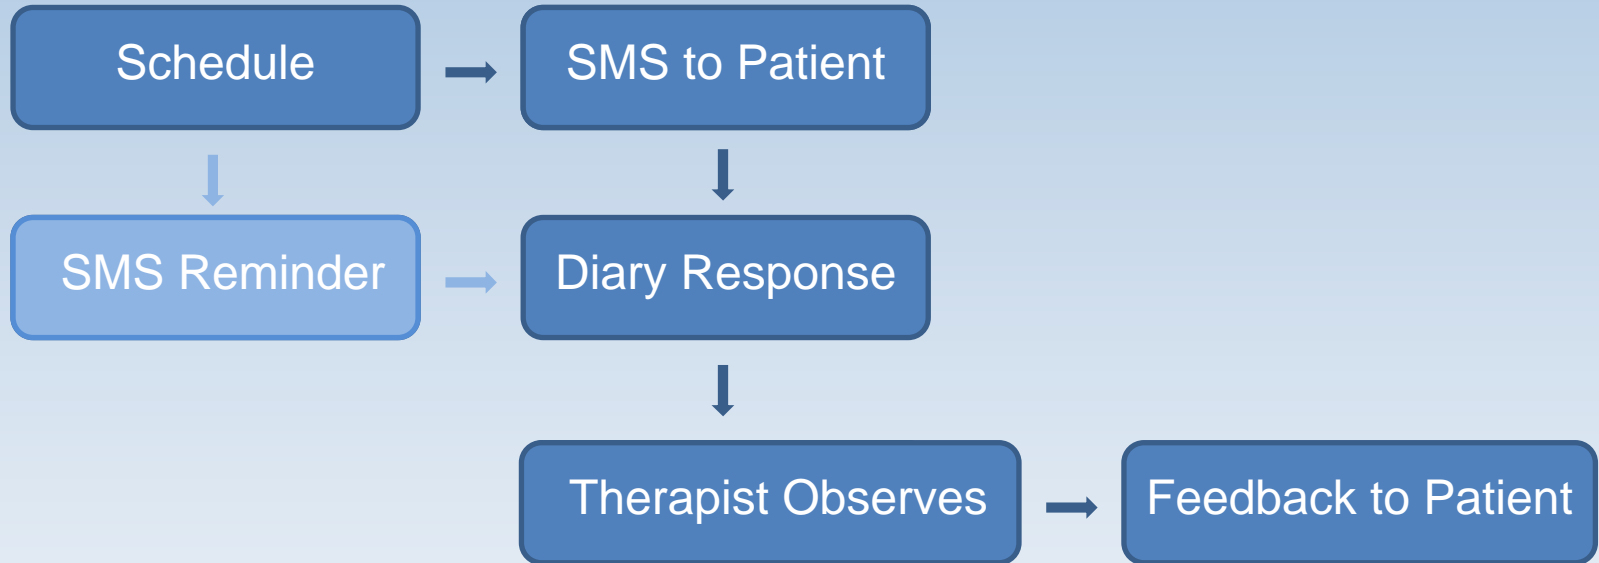 Schedule
SMS to Patient
SMS Reminder
Diary Response
Therapist Observes
Feedback to Patient